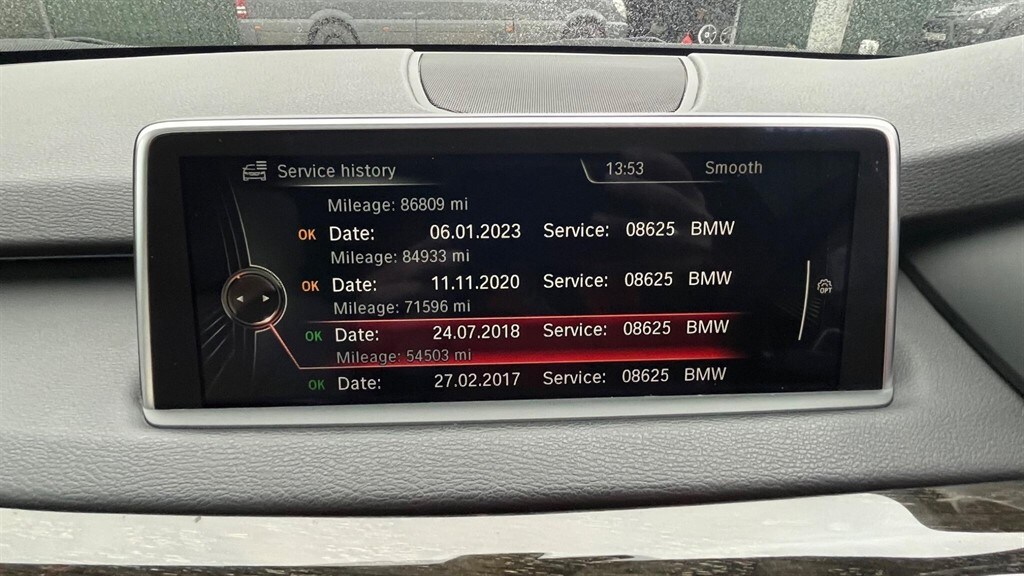 Service history 13:53 Smooth
Mileage: 86809 mi
OK Date: 06.01.2023 Service: 08625 BMW
Mileage: 84933 mi
OK Date: 11.11.2020 Service: 08625 BMW
Mileage: 71596 mi
OK Date: 24.07.2018 Service: 08625 BMW
Mileage: 54503 mi
OK Date: 27.02.2017 Service: 08625 BMW
OPT